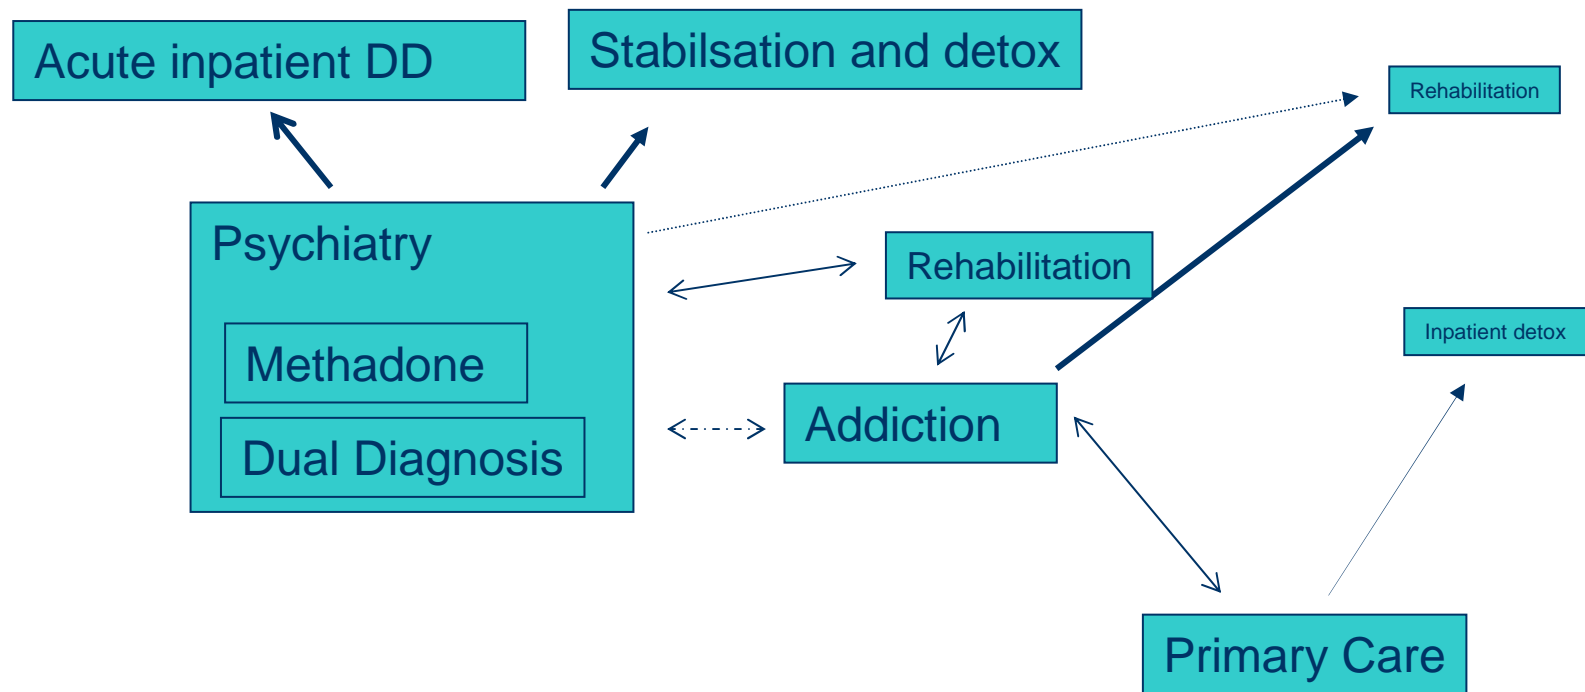 Acute inpatient DD
Stabilsation and detox
Rehabilitation
Psychiatry
Rehabilitation
Inpatient detox
Methadone
Addiction
Dual Diagnosis
Primary Care